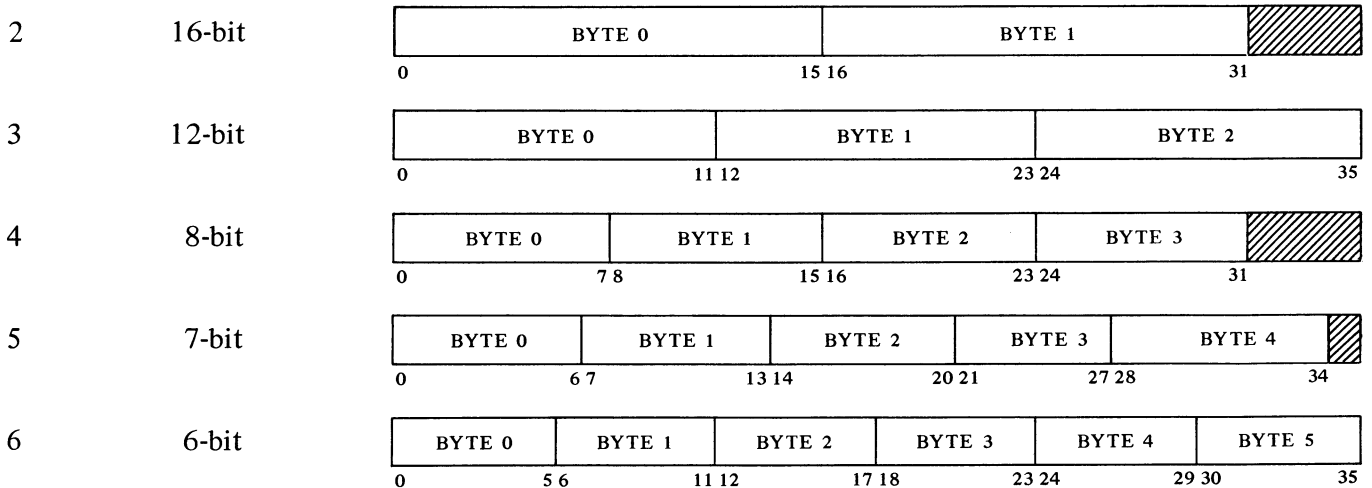 2 16-bit BYTE 0 BYTE 1
0 15 16 31
3 12-bit BYTE 0 BYTE 1 BYTE 2
0 11 12 23 24 35
4 8-bit BYTE 0 BYTE 1 BYTE 2 BYTE 3
0 7 8 15 16 23 24 31
5 7-bit BYTE 0 BYTE 1 BYTE 2 BYTE 3 BYTE 4
0 6 7 13 14 20 21 27 28 34
6 6-bit BYTE 0 BYTE 1 BYTE 2 BYTE 3 BYTE 4 BYTE 5
0 5 6 11 12 17 18 23 24 29 30 35